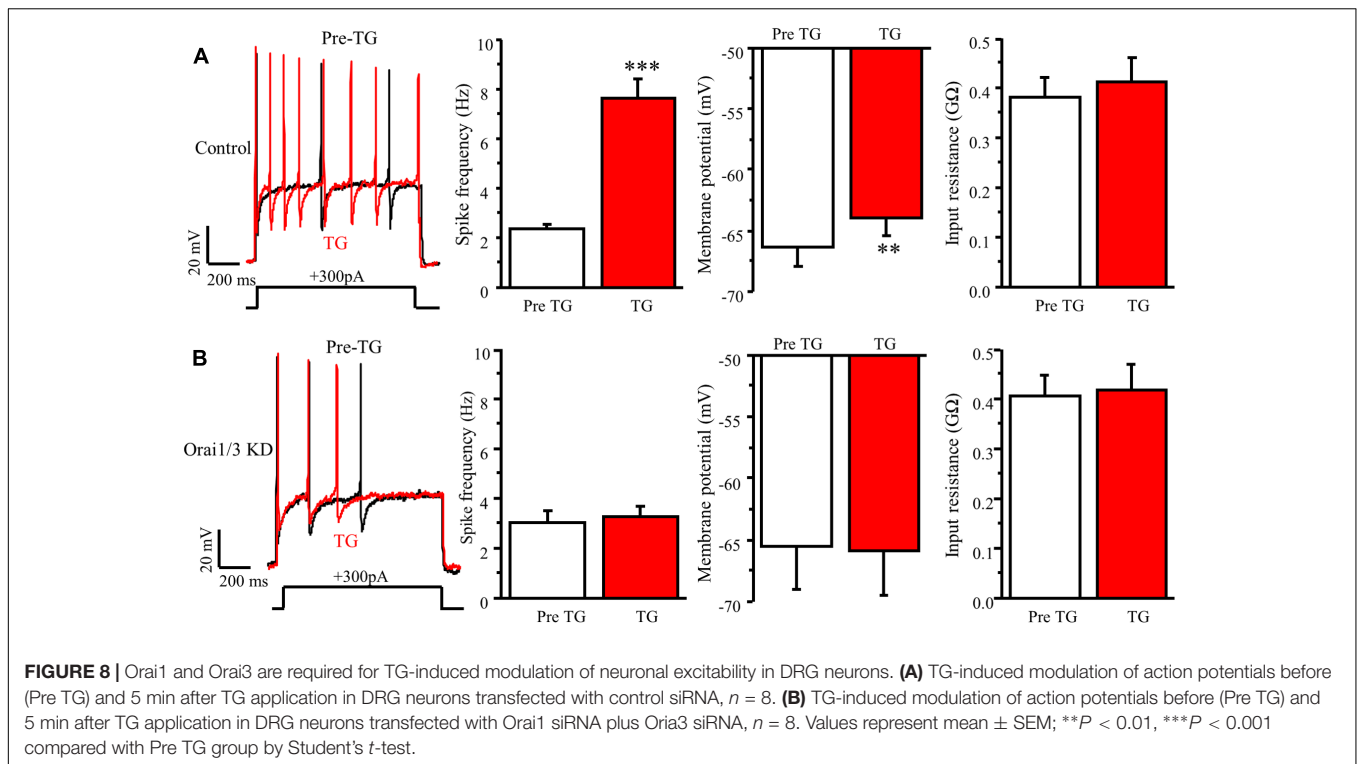 A
Pre-TG
Control
TG
20 mV
200 ms
+300pA
Spike frequency (Hz)
10
8
6
4
2
0
***
Pre TG
TG
Membrane potential (mV)
Pre TG
TG
-50
-55
-60
-65
-70
**
Input resistance (GΩ)
0.5
0.4
0.3
0.2
0.1
0.0
Pre TG
TG
B
Pre-TG
Orai1/3 KD
TG
20 mV
200 ms
+300pA
Spike frequency (Hz)
10
8
6
4
2
0
Pre TG
TG
Membrane potential (mV)
Pre TG
TG
-50
-55
-60
-65
-70
Input resistance (GΩ)
0.5
0.4
0.3
0.2
0.1
0.0
Pre TG
TG
FIGURE 8 | Orai1 and Orai3 are required for TG-induced modulation of neuronal excitability in DRG neurons. (A) TG-induced modulation of action potentials before
(Pre TG) and 5 min after TG application in DRG neurons transfected with control siRNA, n = 8. (B) TG-induced modulation of action potentials before (Pre TG) and
5 min after TG application in DRG neurons transfected with Orai1 siRNA plus Oria3 siRNA, n = 8. Values represent mean ± SEM; **P < 0.01, ***P < 0.001
compared with Pre TG group by Student's t-test.